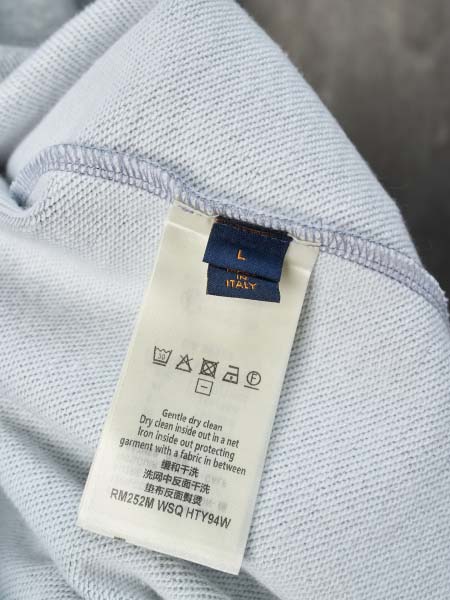 L
IN
ITALY
30
F
Gentle dry clean
Dry clean inside out in a net
Iron inside out protecting
garment with a fabric in between
缓和干洗
洗网中反面干洗
垫布反面熨烫
RM252M WSQ HTY94W